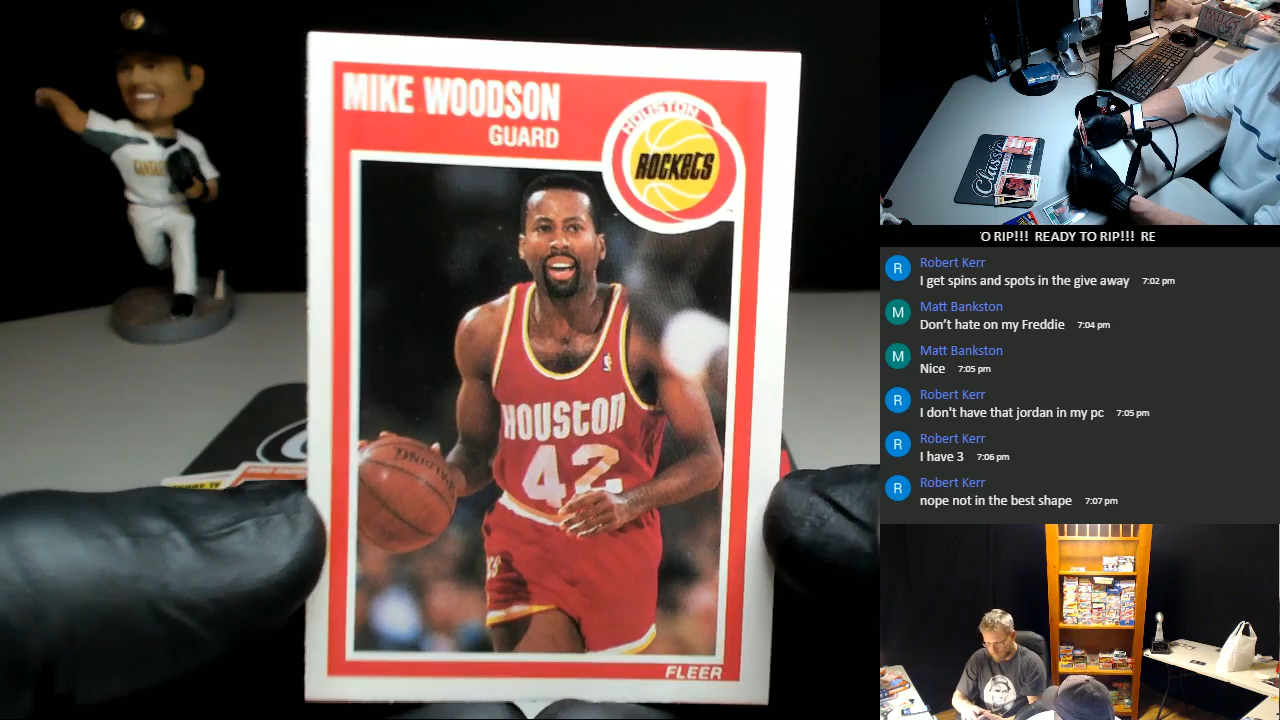 MIKE WOODSON
GUARD
HOUSTON
ROCKETS
HOUSTON
42
SPALDING
FLEER
Classic
'O RIP!!! READY TO RIP!!! RE
R
Robert Kerr
I get spins and spots in the give away 7:02 pm
M
Matt Bankston
Don't hate on my Freddie 7:04 pm
M
Matt Bankston
Nice 7:05 pm
R
Robert Kerr
I don't have that jordan in my pc 7:05 pm
R
Robert Kerr
I have 3 7:06 pm
R
Robert Kerr
nope not in the best shape 7:07 pm